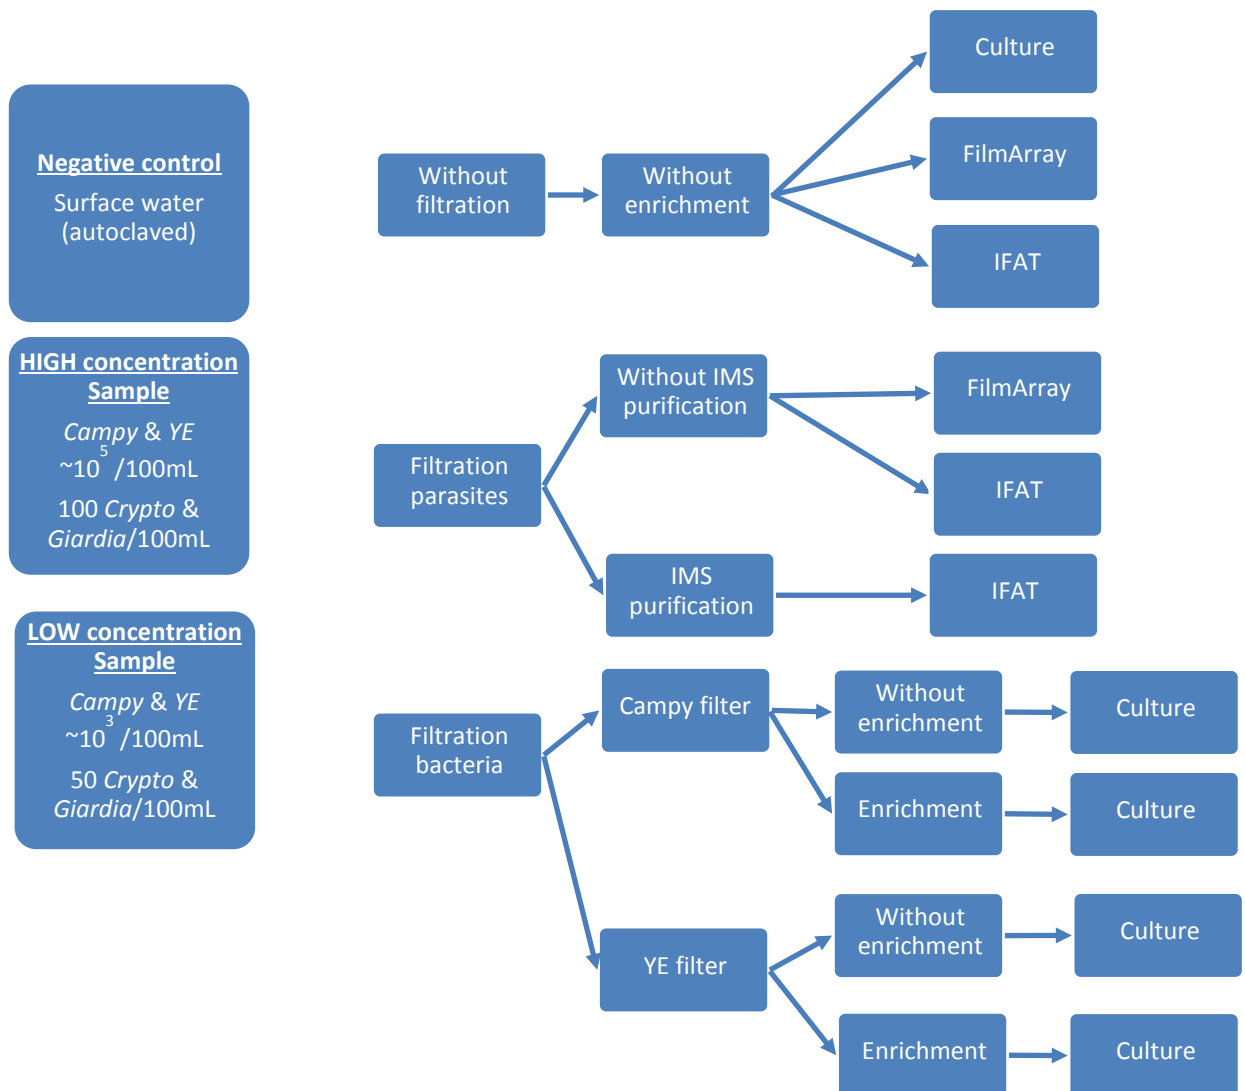 Negative control
Surface water
(autoclaved)
HIGH concentration
Sample
Campy & YE
~10^5/100mL
100 Crypto &
Giardia/100mL
LOW concentration
Sample
Campy & YE
~10^3/100mL
50 Crypto &
Giardia/100mL
Without
filtration
Without
enrichment
Culture
FilmArray
IFAT
Filtration
parasites
Without IMS
purification
FilmArray
IFAT
IMS
purification
IFAT
Filtration
bacteria
Campy filter
Without
enrichment
Culture
Enrichment
Culture
YE filter
Without
enrichment
Culture
Enrichment
Culture